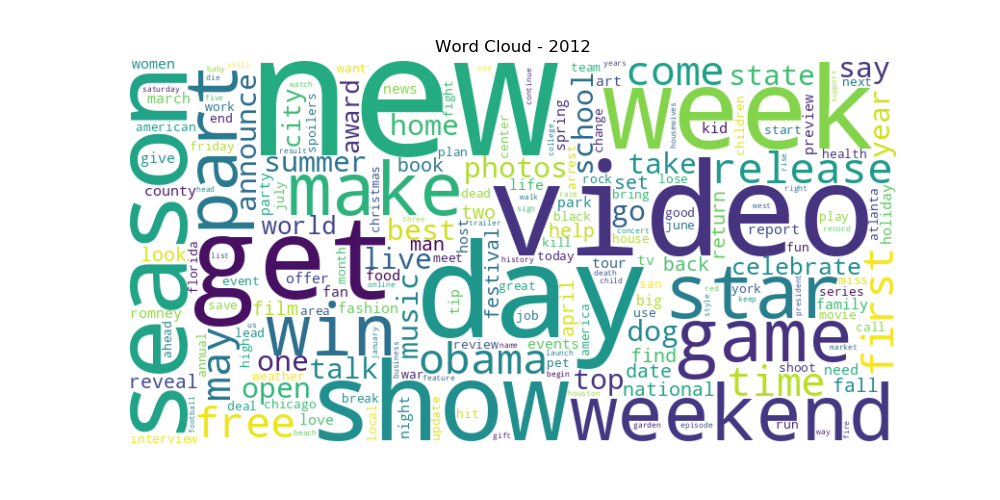 Word Cloud - 2012
women
baby
still
want
see
team
years
come
state
say
saturday
die
five
news
fight
continue
art
next
march
work
end
announce
city
spoilers
award
new
week
school
support
american
part
watch
home
center
college
spring
change
housewives
kid
children
start
preview
year
friday
result
plan
give
season
summer
book
photos
arrest
rock
take
lose
release
rise
health
county
head
party
july
make
christmas
dead
life
walk
set
bring
right
atlanta
holiday
three
two
sign
park
go
good
june
return
west
play
record
world
best
trailer
black
help
concert
house
report
fun
look
florida
list
get
man
host
festival
kill
today
video
event
offer
month
live
meet
history
tour
tv
back
celebrate
first
food
online
day
great
death
child
san
york
red
president
miss
save
fan
fashion
tip
job
april
big
style
keep
star
series
family
romney
film
area
music
america
use
movie
ahead
annual
may
us
lead
high
win
january
business
review
name
events
launch
dog
game
call
market
one
weather
talk
obama
pet
find
reveal
war
feature
begin
top
date
shoot
need
open
houston
national
time
fall
football
free
deal
chicago
break
show
night
update
hit
weekend
love
local
garden
episode
run
way
fire
interview
beach
gift